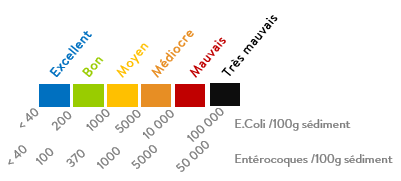 Excellent
Bon
Moyen
Médiocre
Mauvais
Très mauvais
< 40 200 1000 5000 10 000 100 000 E.Coli /100g sédiment
< 40 100 370 1000 5000 50 000 Entérocoques /100g sédiment